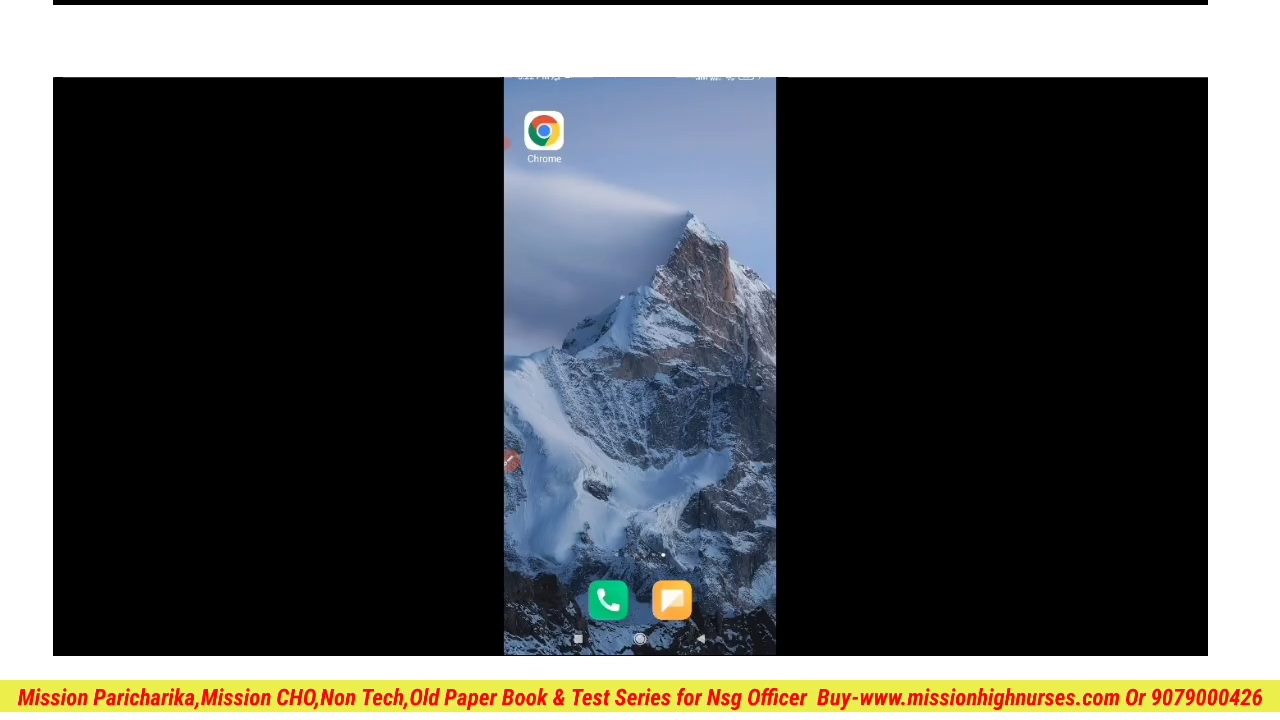 Chrome
Mission Paricharika,Mission CHO,Non Tech,Old Paper Book & Test Series for Nsg Officer Buy-www.missionhighnurses.com Or 9079000426